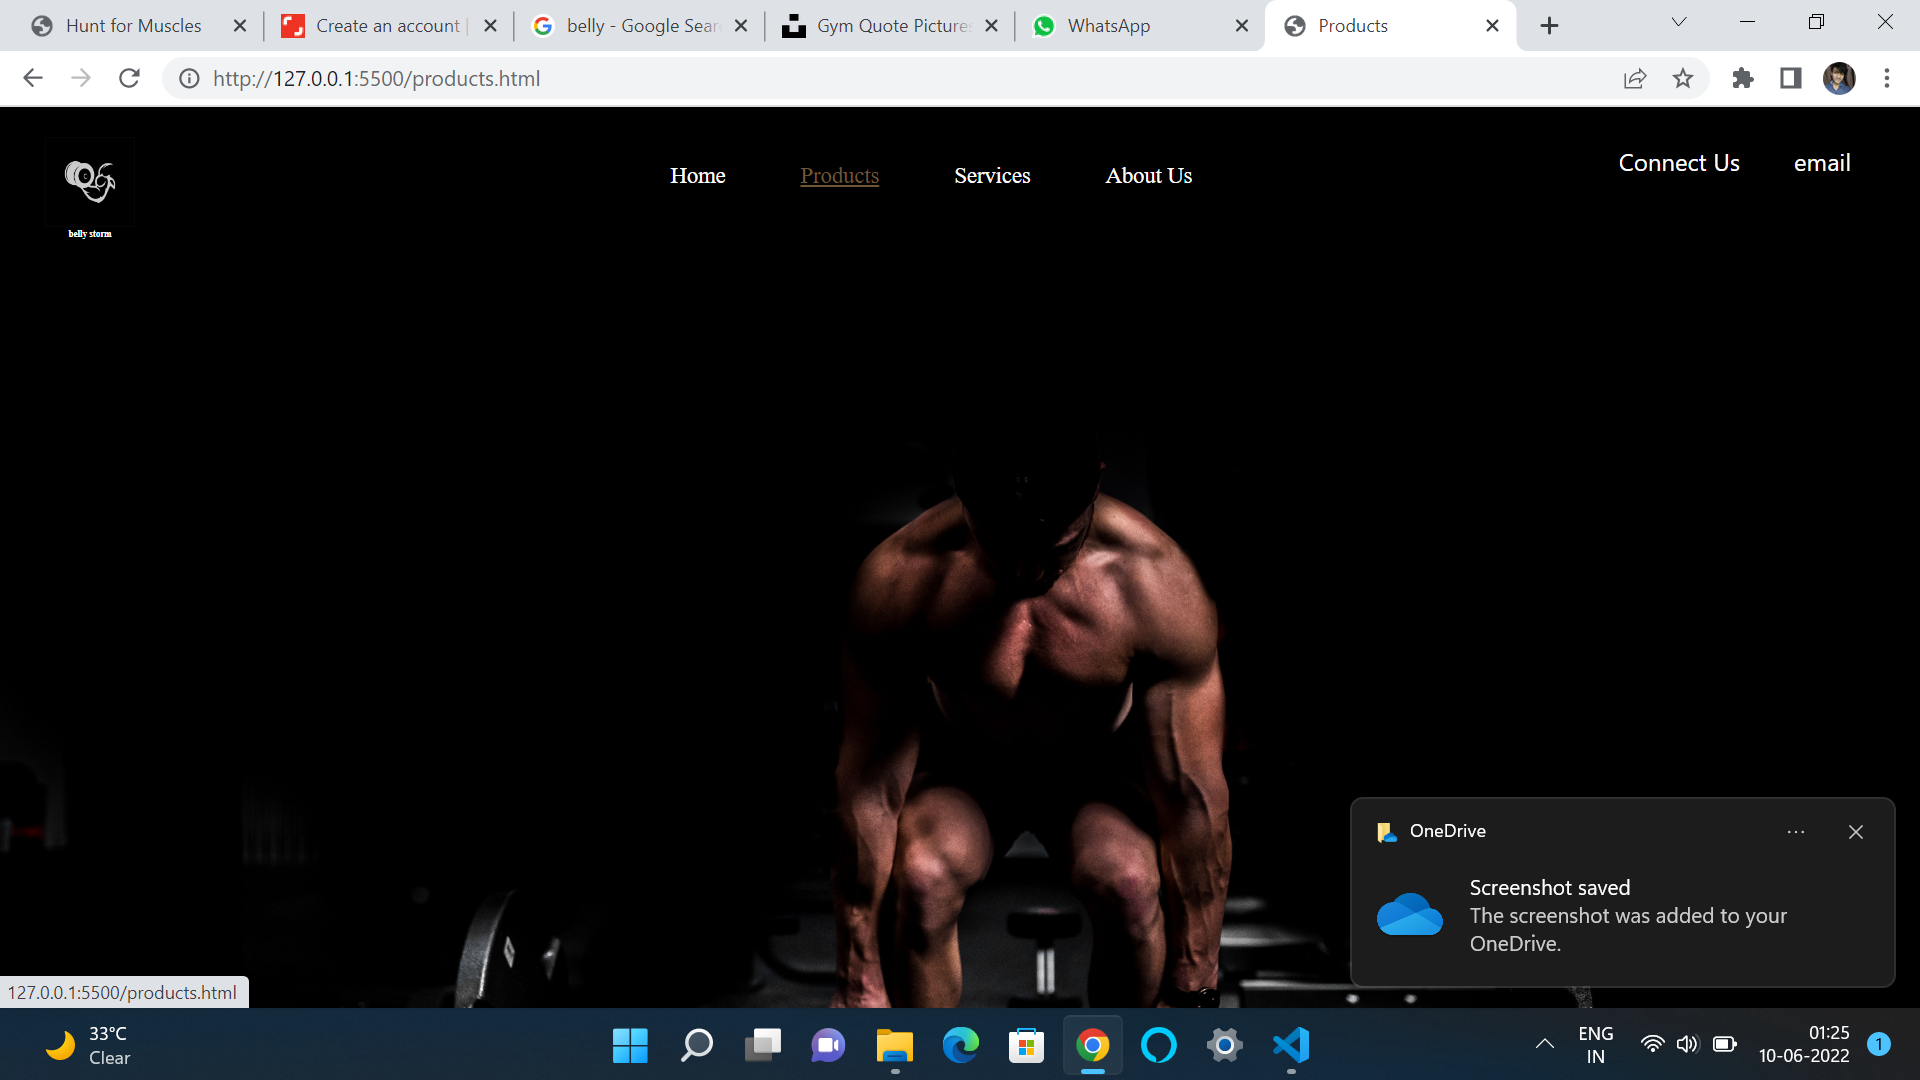 Hunt for Muscles
Create an account |
belly - Google Sear
Gym Quote Pictures
WhatsApp
Products
http://127.0.0.1:5500/products.html
belly storm
Home
Products
Services
About Us
Connect Us
email
OneDrive
Screenshot saved
The screenshot was added to your
OneDrive.
127.0.0.1:5500/products.html
33°C
Clear
ENG
IN
01:25
10-06-2022
1